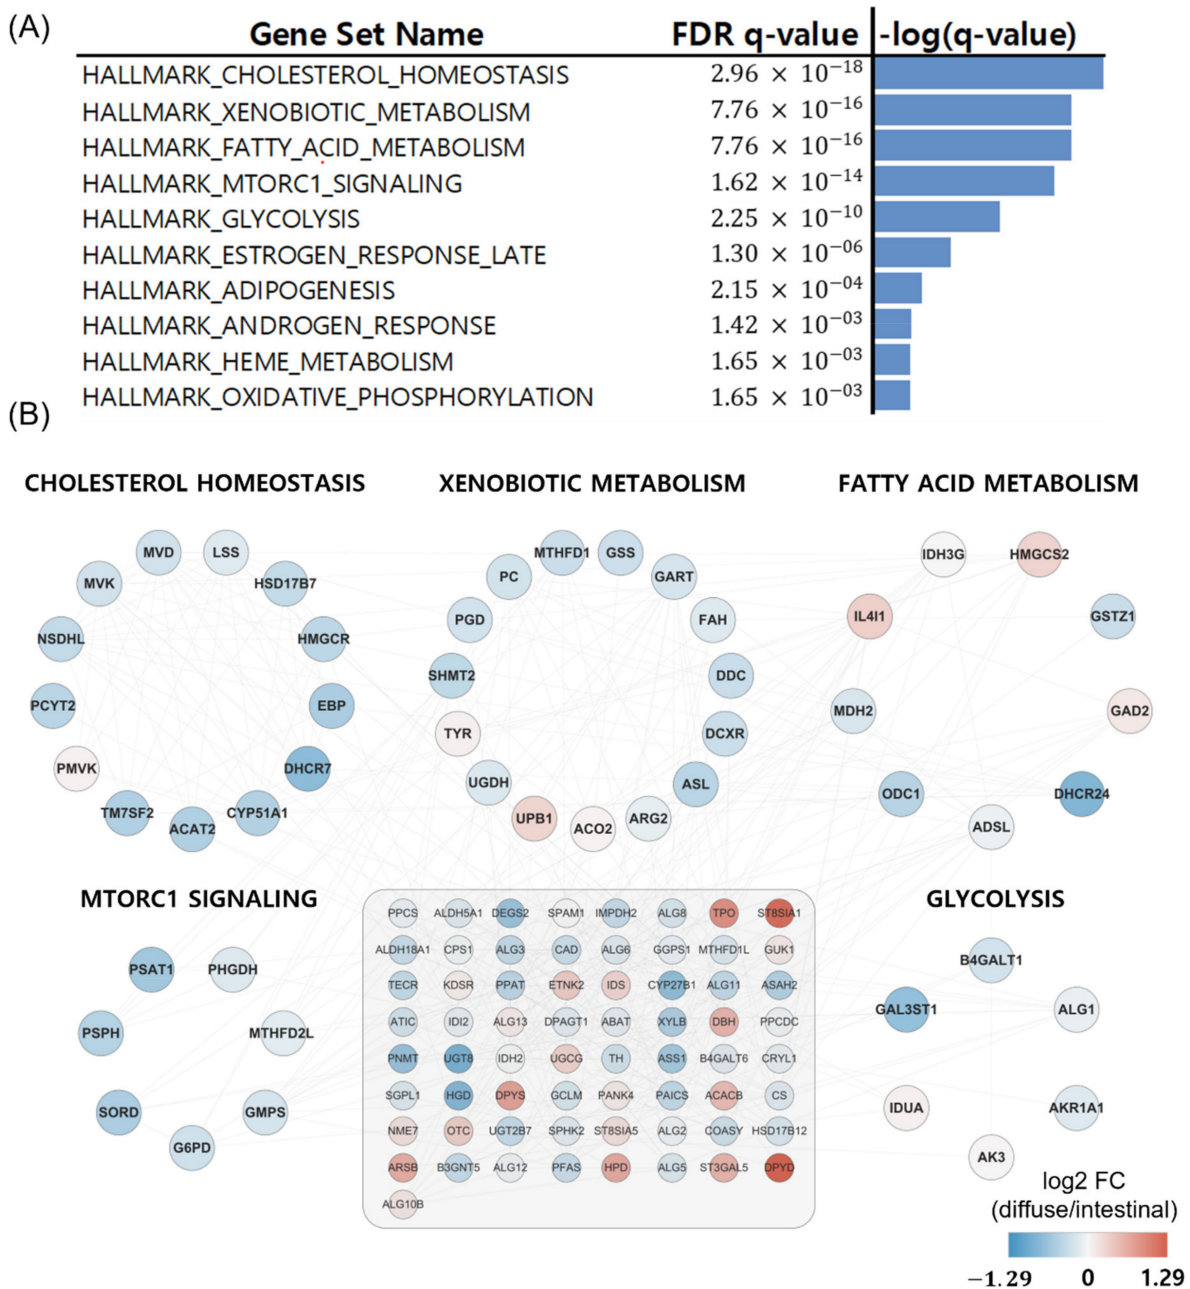 (A)
Gene Set Name FDR q-value -log(q-value)
HALLMARK_CHOLESTEROL_HOMEOSTASIS 2.96 × 10⁻¹⁸
HALLMARK_XENOBIOTIC_METABOLISM 7.76 × 10⁻¹⁶
HALLMARK_FATTY_ACID_METABOLISM 7.76 × 10⁻¹⁶
HALLMARK_MTORC1_SIGNALING 1.62 × 10⁻¹⁴
HALLMARK_GLYCOLYSIS 2.25 × 10⁻¹⁰
HALLMARK_ESTROGEN_RESPONSE_LATE 1.30 × 10⁻⁰⁶
HALLMARK_ADIPOGENESIS 2.15 × 10⁻⁰⁴
HALLMARK_ANDROGEN_RESPONSE 1.42 × 10⁻⁰³
HALLMARK_HEME_METABOLISM 1.65 × 10⁻⁰³
HALLMARK_OXIDATIVE_PHOSPHORYLATION 1.65 × 10⁻⁰³
(B)
CHOLESTEROL HOMEOSTASIS
MVD
LSS
MVK
HSD17B7
NSDHL
HMGCR
PCYT2
EBP
PMVK
DHCR7
TM7SF2
ACAT2
CYP51A1
XENOBIOTIC METABOLISM
MTHFD1
GSS
PC
GART
PGD
FAH
SHMT2
DDC
TYR
DCXR
UGDH
ASL
UPB1
ACO2
ARG2
FATTY ACID METABOLISM
IDH3G
HMGCS2
IL4I1
GSTZ1
MDH2
GAD2
ODC1
DHCR24
ADSL
MTORC1 SIGNALING
PSAT1
PHGDH
PSPH
MTHFD2L
SORD
GMPS
G6PD
PPCS ALDH5A1 DEGS2 SPAM1 IMPDH2 ALG8 TPO ST8SIA1
ALDH18A1 CPS1 ALG3 CAD ALG6 GGPS1 MTHFD1L GUK1
TECR KDSR PPAT ETNK2 IDS CYP27B1 ALG11 ASAH2
ATIC IDI2 ALG13 DPAGT1 ABAT XYLB DBH PPCDC
PNMT UGT8 IDH2 UGCG TH ASS1 B4GALT6 CRYL1
SGPL1 HGD DPYS GCLM PANK4 PAICS ACACB CS
NME7 OTC UGT2B7 SPHK2 ST8SIA5 ALG2 COASY HSD17B12
ARSB B3GNT5 ALG12 PFAS HPD ALG5 ST3GAL5 DPYD
ALG10B
GLYCOLYSIS
B4GALT1
GAL3ST1
ALG1
IDUA
AKR1A1
AK3
log2 FC
(diffuse/intestinal)
−1.29 0 1.29